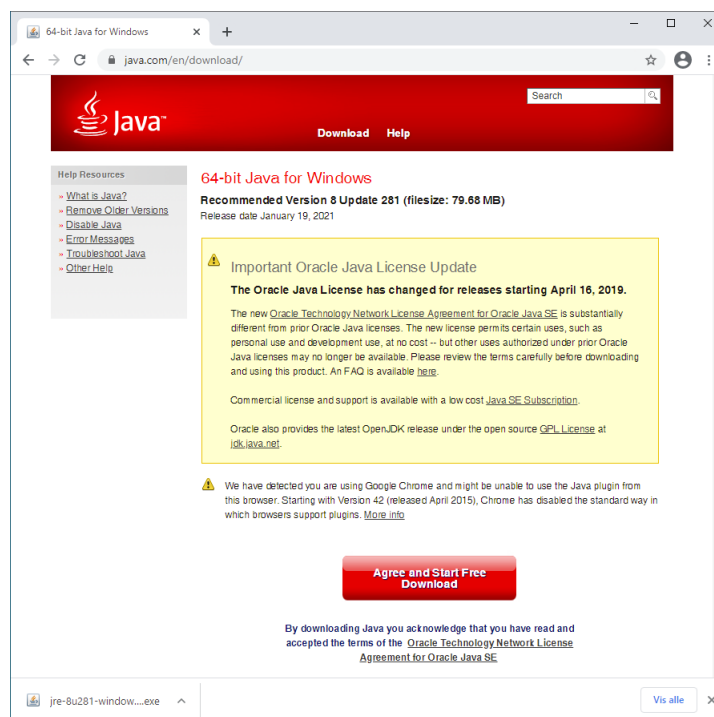 64-bit Java for Windows
java.com/en/download/
Java™
Search
Download Help
Help Resources
» What is Java?
» Remove Older Versions
» Disable Java
» Error Messages
» Troubleshoot Java
» Other Help
64-bit Java for Windows
Recommended Version 8 Update 281 (filesize: 79.68 MB)
Release date January 19, 2021
Important Oracle Java License Update
The Oracle Java License has changed for releases starting April 16, 2019.
The new Oracle Technology Network License Agreement for Oracle Java SE is substantially
different from prior Oracle Java licenses. The new license permits certain uses, such as
personal use and development use, at no cost -- but other uses authorized under prior Oracle
Java licenses may no longer be available. Please review the terms carefully before downloading
and using this product. An FAQ is available here.
Commercial license and support is available with a low cost Java SE Subscription.
Oracle also provides the latest OpenJDK release under the open source GPL License at
jdk.java.net.
We have detected you are using Google Chrome and might be unable to use the Java plugin from
this browser. Starting with Version 42 (released April 2015), Chrome has disabled the standard way in
which browsers support plugins. More info
Agree and Start Free
Download
By downloading Java you acknowledge that you have read and
accepted the terms of the Oracle Technology Network License
Agreement for Oracle Java SE
jre-8u281-window....exe
Vis alle